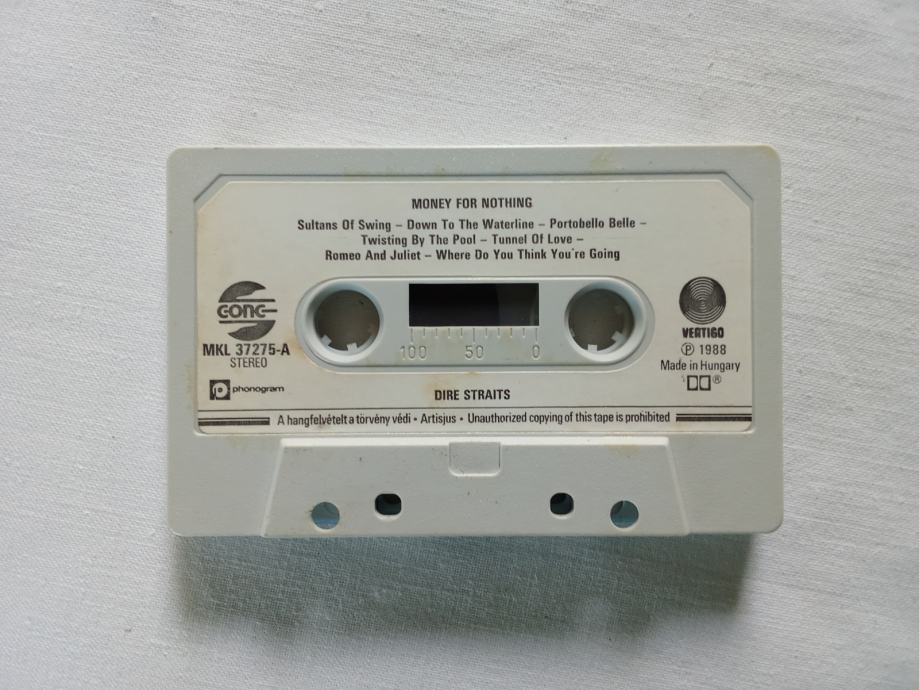 MONEY FOR NOTHING
Sultans Of Swing – Down To The Waterline – Portobello Belle –
Twisting By The Pool – Tunnel Of Love –
Romeo And Juliet – Where Do You Think You're Going
GONG
MKL 37275-A
STEREO
phonogram
100 50 0
VERTIGO
℗ 1988
Made in Hungary
®
DIRE STRAITS
A hangfelvételt a törvény védi • Artisjus • Unauthorized copying of this tape is prohibited